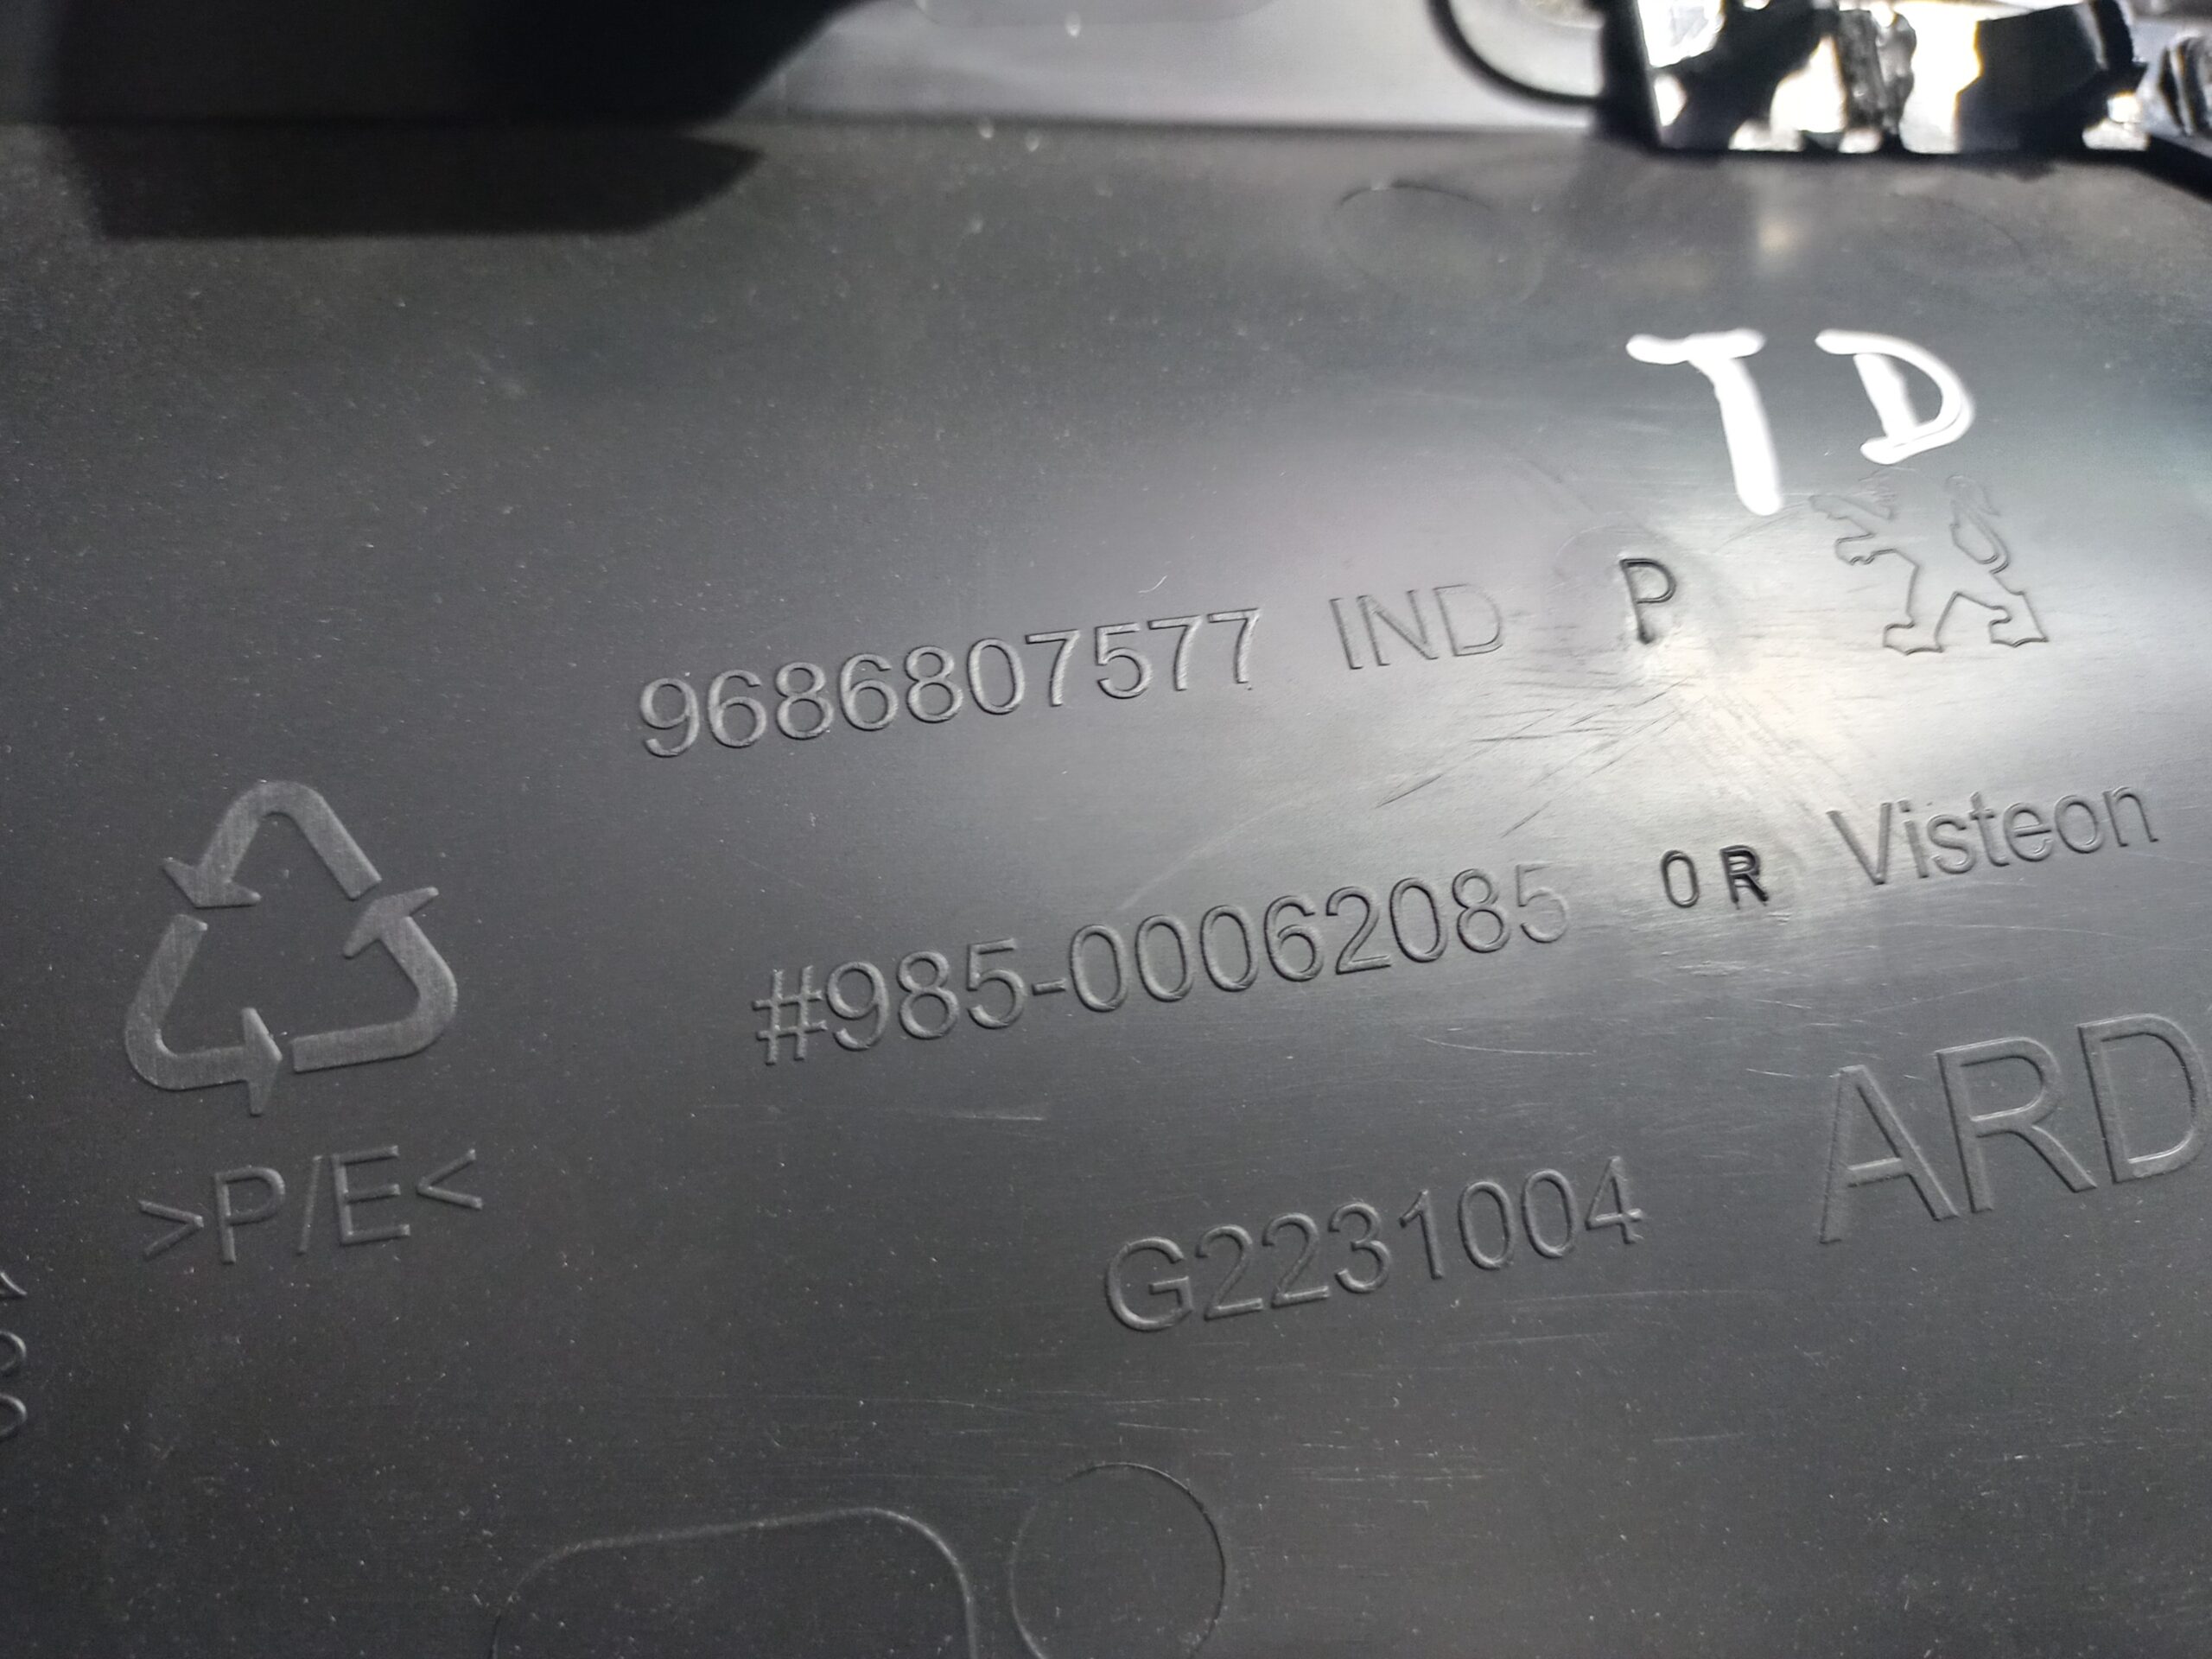 TD
9686807577 IND P
#985-00062085 0R Visteon
ARD
G2231004
>P/E<